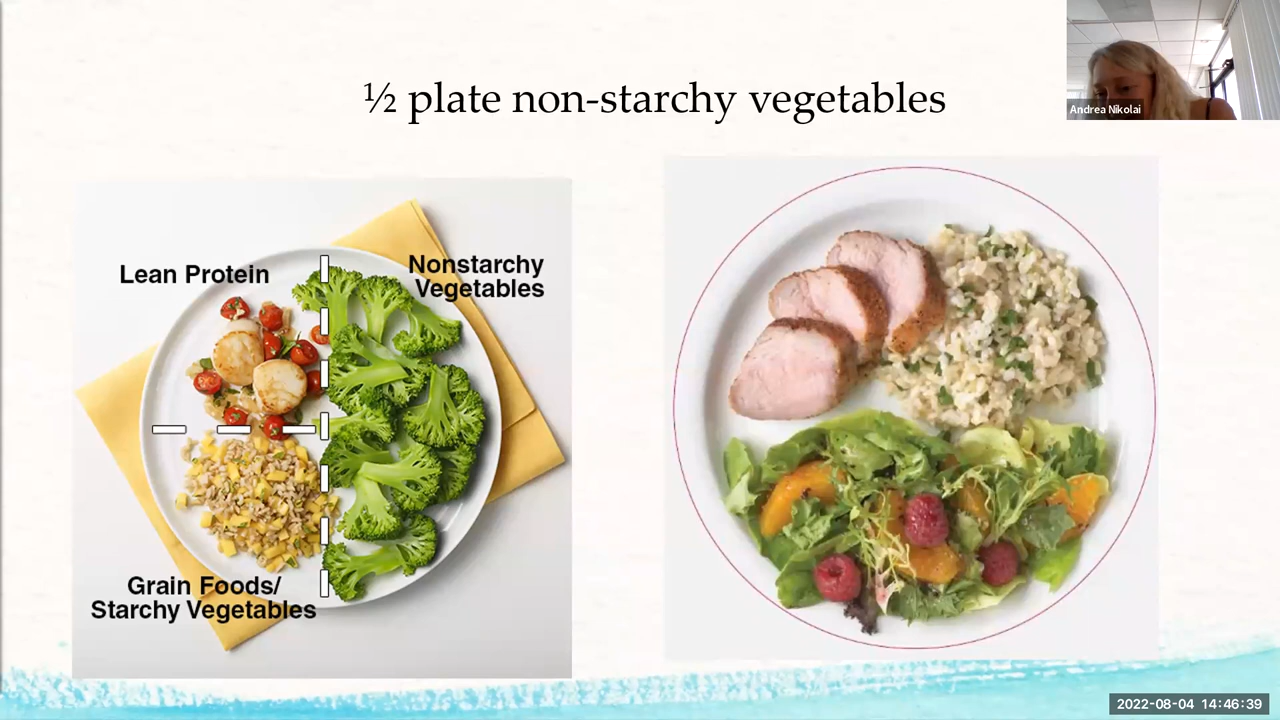 ½ plate non-starchy vegetables
Andrea Nikolai
Lean Protein
Nonstarchy
Vegetables
Grain Foods/
Starchy Vegetables
2022-08-04 14:46:39